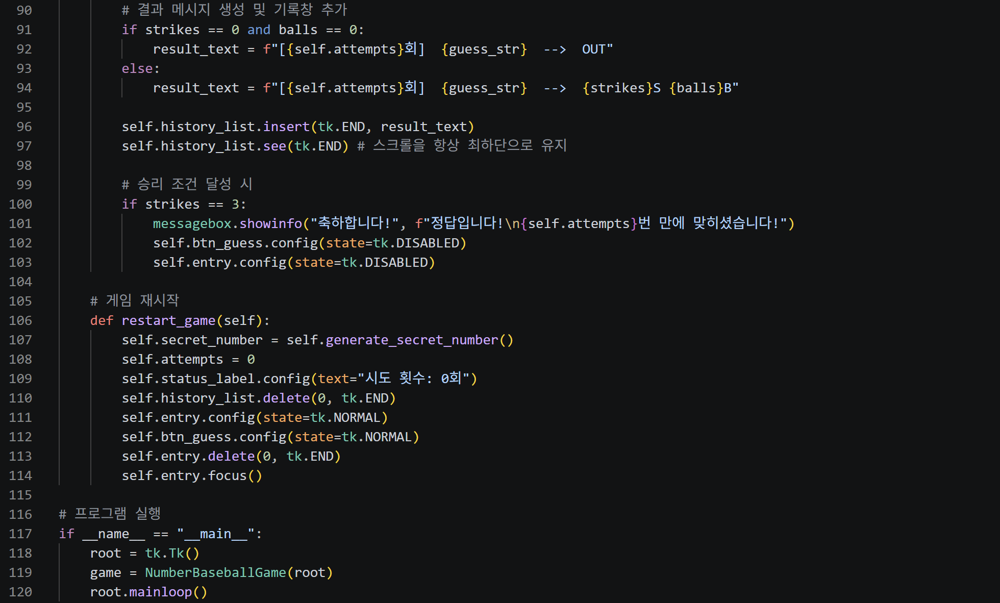 90 # 결과 메시지 생성 및 기록창 추가
91 if strikes == 0 and balls == 0:
92 result_text = f"[{self.attempts}회]  {guess_str}  -->  OUT"
93 else:
94 result_text = f"[{self.attempts}회]  {guess_str}  -->  {strikes}S {balls}B"
95
96 self.history_list.insert(tk.END, result_text)
97 self.history_list.see(tk.END) # 스크롤을 항상 최하단으로 유지
98
99 # 승리 조건 달성 시
100 if strikes == 3:
101 messagebox.showinfo("축하합니다!", f"정답입니다!\n{self.attempts}번 만에 맞히셨습니다!")
102 self.btn_guess.config(state=tk.DISABLED)
103 self.entry.config(state=tk.DISABLED)
104
105 # 게임 재시작
106 def restart_game(self):
107 self.secret_number = self.generate_secret_number()
108 self.attempts = 0
109 self.status_label.config(text="시도 횟수: 0회")
110 self.history_list.delete(0, tk.END)
111 self.entry.config(state=tk.NORMAL)
112 self.btn_guess.config(state=tk.NORMAL)
113 self.entry.delete(0, tk.END)
114 self.entry.focus()
115
116 # 프로그램 실행
117 if __name__ == "__main__":
118 root = tk.Tk()
119 game = NumberBaseballGame(root)
120 root.mainloop()